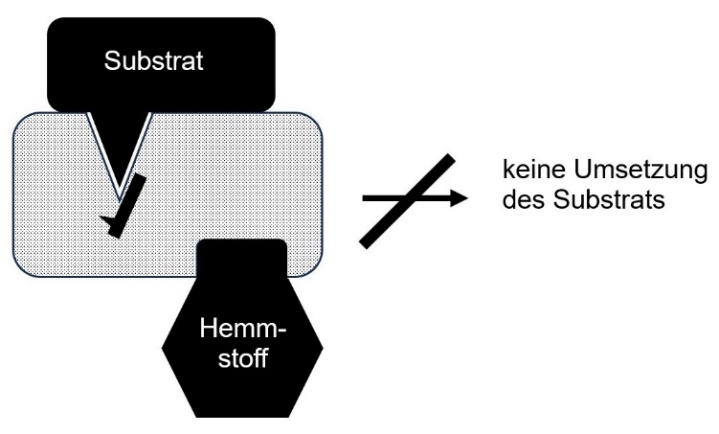 Substrat
keine Umsetzung
des Substrats
Hemm-
stoff